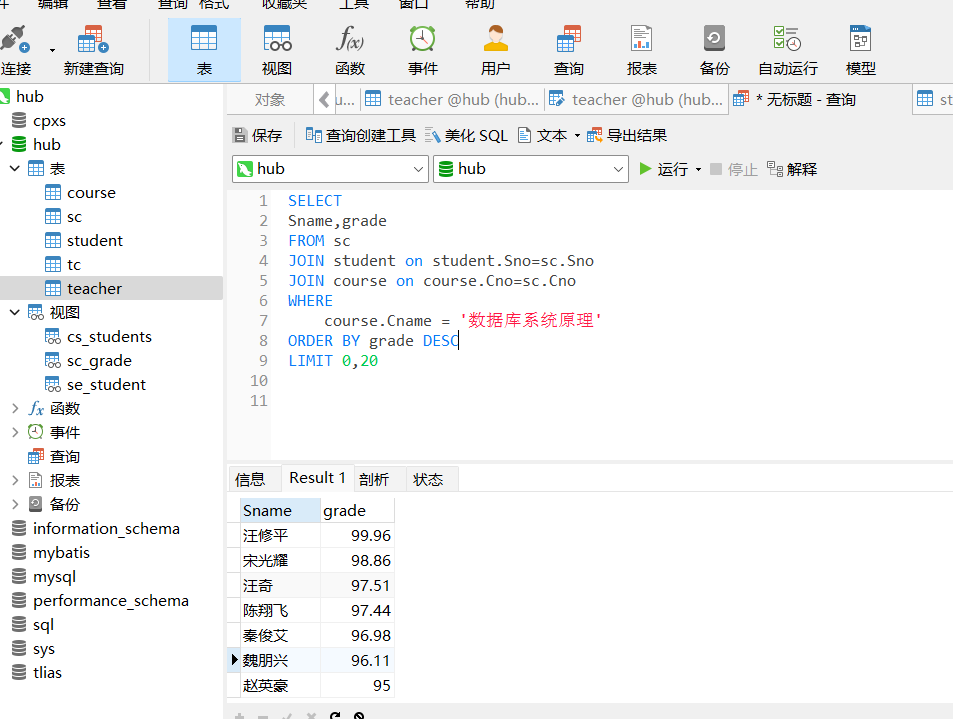 编辑 查看 查询 格式 收藏夹 工具 窗口 帮助
连接 新建查询 表 视图 函数 事件 用户 查询 报表 备份 自动运行 模型
hub
cpxs
hub
表
course
sc
student
tc
teacher
视图
cs_students
sc_grade
se_student
函数
事件
查询
报表
备份
information_schema
mybatis
mysql
performance_schema
sql
sys
tlias
对象 u... teacher @hub (hub... teacher @hub (hub... * 无标题 - 查询 st
保存 查询创建工具 美化 SQL 文本 导出结果
hub hub 运行 停止 解释
1 SELECT
2 Sname,grade
3 FROM sc
4 JOIN student on student.Sno=sc.Sno
5 JOIN course on course.Cno=sc.Cno
6 WHERE
7 course.Cname = '数据库系统原理'
8 ORDER BY grade DESC
9 LIMIT 0,20
10
11
信息 Result 1 剖析 状态
Sname grade
汪修平 99.96
宋光耀 98.86
汪奇 97.51
陈翔飞 97.44
秦俊艾 96.98
魏朋兴 96.11
赵英豪 95